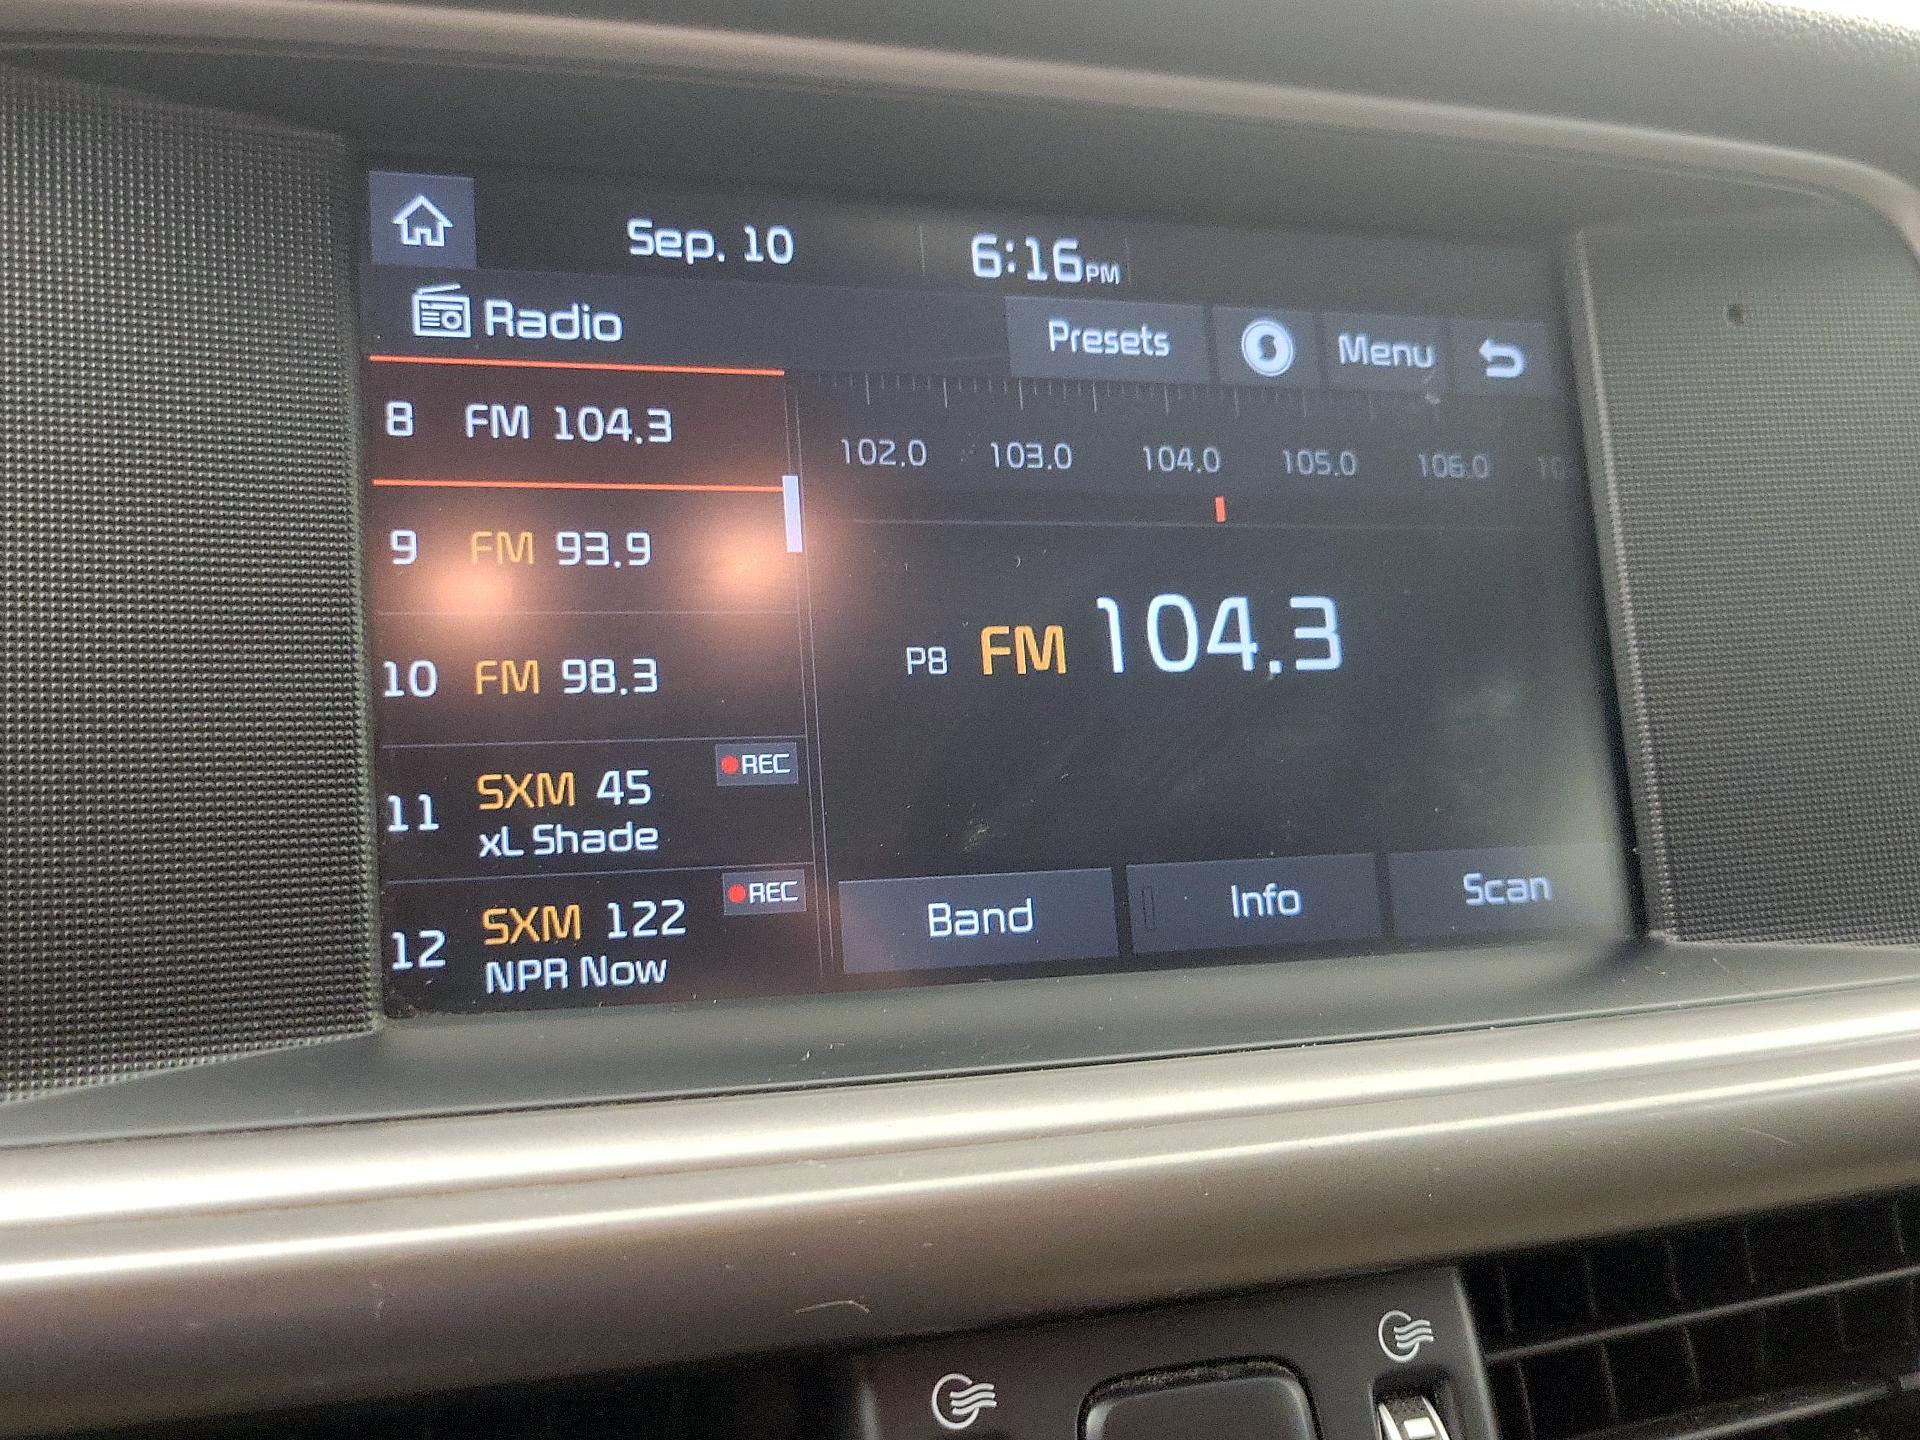 Sep. 10 6:16PM
Radio
Presets Menu
8 FM 104.3
9 FM 93.9
10 FM 98.3
11 SXM 45 REC
xL Shade
12 SXM 122 REC
NPR Now
102.0 103.0 104.0 105.0 106.0
P8 FM 104.3
Band Info Scan